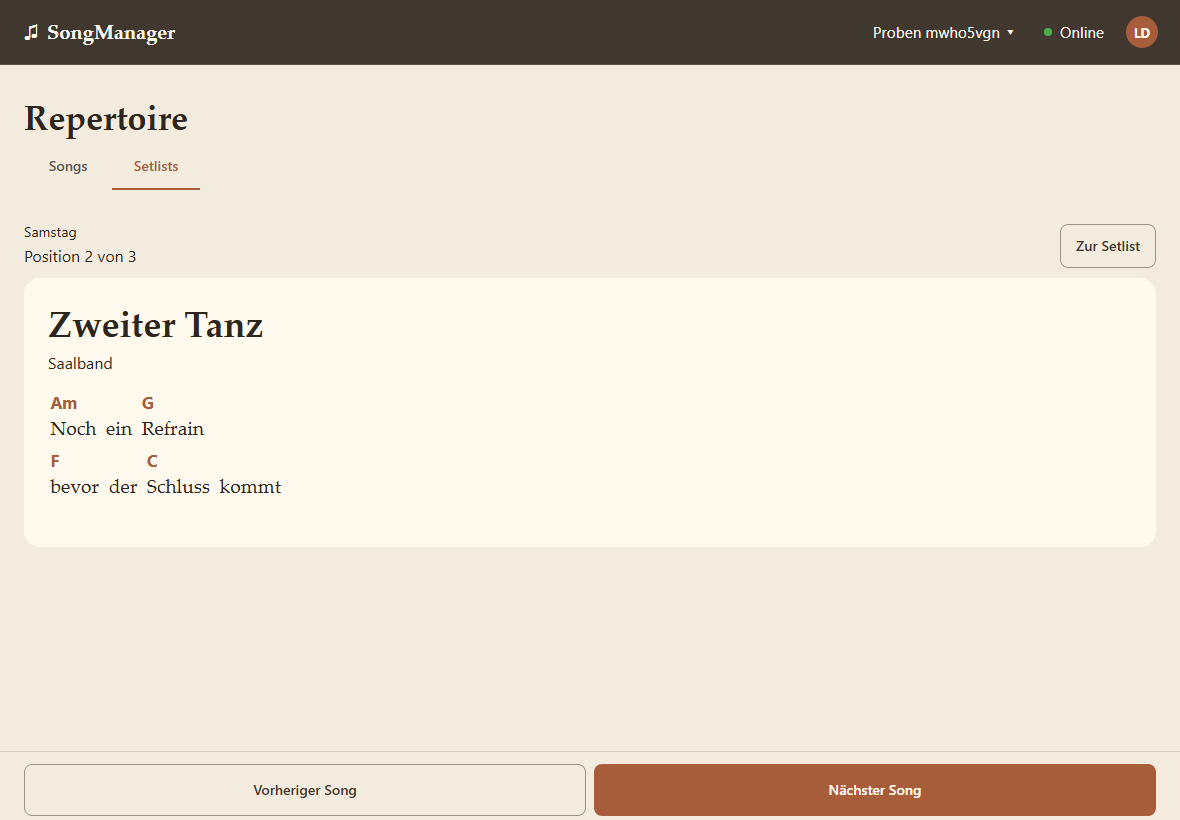 SongManager
Proben mwho5vgn
Online
LD
Repertoire
Songs
Setlists
Samstag
Position 2 von 3
Zur Setlist
Zweiter Tanz
Saalband
Am G
Noch ein Refrain
F C
bevor der Schluss kommt
Vorheriger Song
Nächster Song